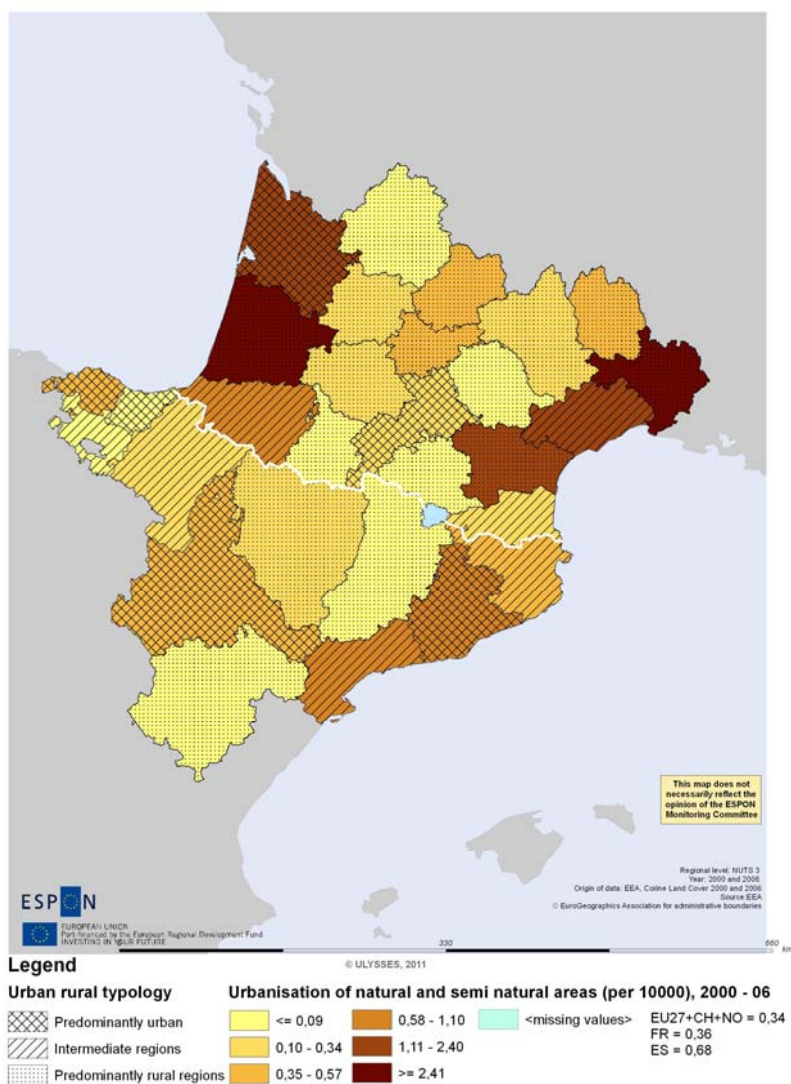 This map does not
necessarily reflect the
opinion of the ESPON
Monitoring Committee
Regional level: NUTS 3
Year: 2000 and 2006
Origin of data: EEA, Corine Land Cover 2000 and 2006
Source:EEA
© EuroGeographics Association for administrative boundaries
ESPON
EUROPEAN UNION
Part-financed by the European Regional Development Fund
INVESTING IN YOUR FUTURE
330
660
km
Legend
© ULYSSES, 2011
Urban rural typology
Predominantly urban
Intermediate regions
Predominantly rural regions
Urbanisation of natural and semi natural areas (per 10000), 2000 - 06
<= 0,09
0,10 - 0,34
0,35 - 0,57
0,58 - 1,10
1,11 - 2,40
>= 2,41
<missing values>
EU27+CH+NO = 0,34
FR = 0,36
ES = 0,68